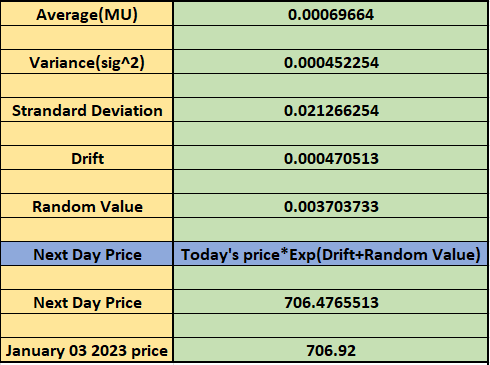 Average(MU) 0.00069664
Variance(sig^2) 0.000452254
Strandard Deviation 0.021266254
Drift 0.000470513
Random Value 0.003703733
Next Day Price Today's price*Exp(Drift+Random Value)
Next Day Price 706.4765513
January 03 2023 price 706.92